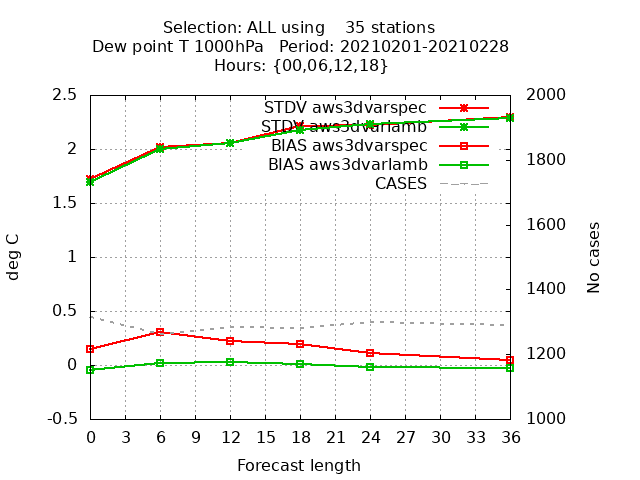 Selection: ALL using    35 stations
Dew point T 1000hPa   Period: 20210201-20210228
Hours: {00,06,12,18}
2.5
2
1.5
1
0.5
0
-0.5
deg C
STDV aws3dvarspec
STDV aws3dvarlamb
BIAS aws3dvarspec
BIAS aws3dvarlamb
CASES
2000
1800
1600
1400
1200
1000
No cases
0 3 6 9 12 15 18 21 24 27 30 33 36
Forecast length